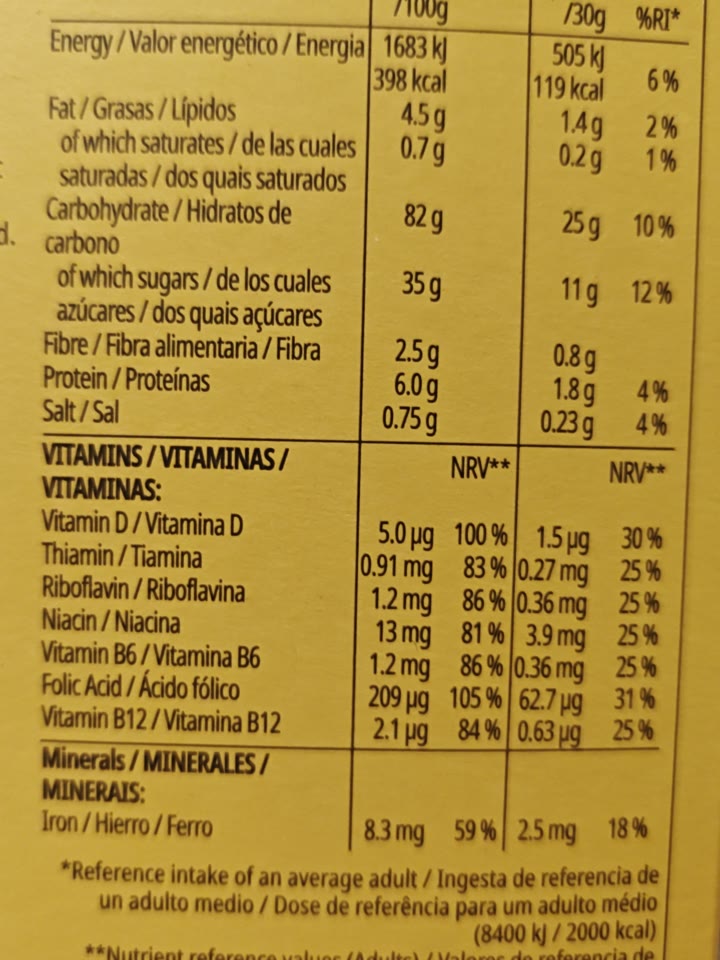 /100g /30g %RI*
Energy / Valor energético / Energia 1683 kJ 505 kJ
398 kcal 119 kcal 6 %
Fat / Grasas / Lípidos 4.5 g 1.4 g 2 %
of which saturates / de las cuales 0.7 g 0.2 g 1 %
saturadas / dos quais saturados
Carbohydrate / Hidratos de 82 g 25 g 10 %
d. carbono
of which sugars / de los cuales 35 g 11 g 12 %
azúcares / dos quais açúcares
Fibre / Fibra alimentaria / Fibra 2.5 g 0.8 g
Protein / Proteínas 6.0 g 1.8 g 4 %
Salt / Sal 0.75 g 0.23 g 4 %
VITAMINS / VITAMINAS / NRV** NRV**
VITAMINAS:
Vitamin D / Vitamina D 5.0 µg 100 % 1.5 µg 30 %
Thiamin / Tiamina 0.91 mg 83 % 0.27 mg 25 %
Riboflavin / Riboflavina 1.2 mg 86 % 0.36 mg 25 %
Niacin / Niacina 13 mg 81 % 3.9 mg 25 %
Vitamin B6 / Vitamina B6 1.2 mg 86 % 0.36 mg 25 %
Folic Acid / Ácido fólico 209 µg 105 % 62.7 µg 31 %
Vitamin B12 / Vitamina B12 2.1 µg 84 % 0.63 µg 25 %
Minerals / MINERALES /
MINERAIS:
Iron / Hierro / Ferro 8.3 mg 59 % 2.5 mg 18 %
*Reference intake of an average adult / Ingesta de referencia de
un adulto medio / Dose de referência para um adulto médio
(8400 kJ / 2000 kcal)
**Nutrient reference values (Adults) / Valores de referencia de